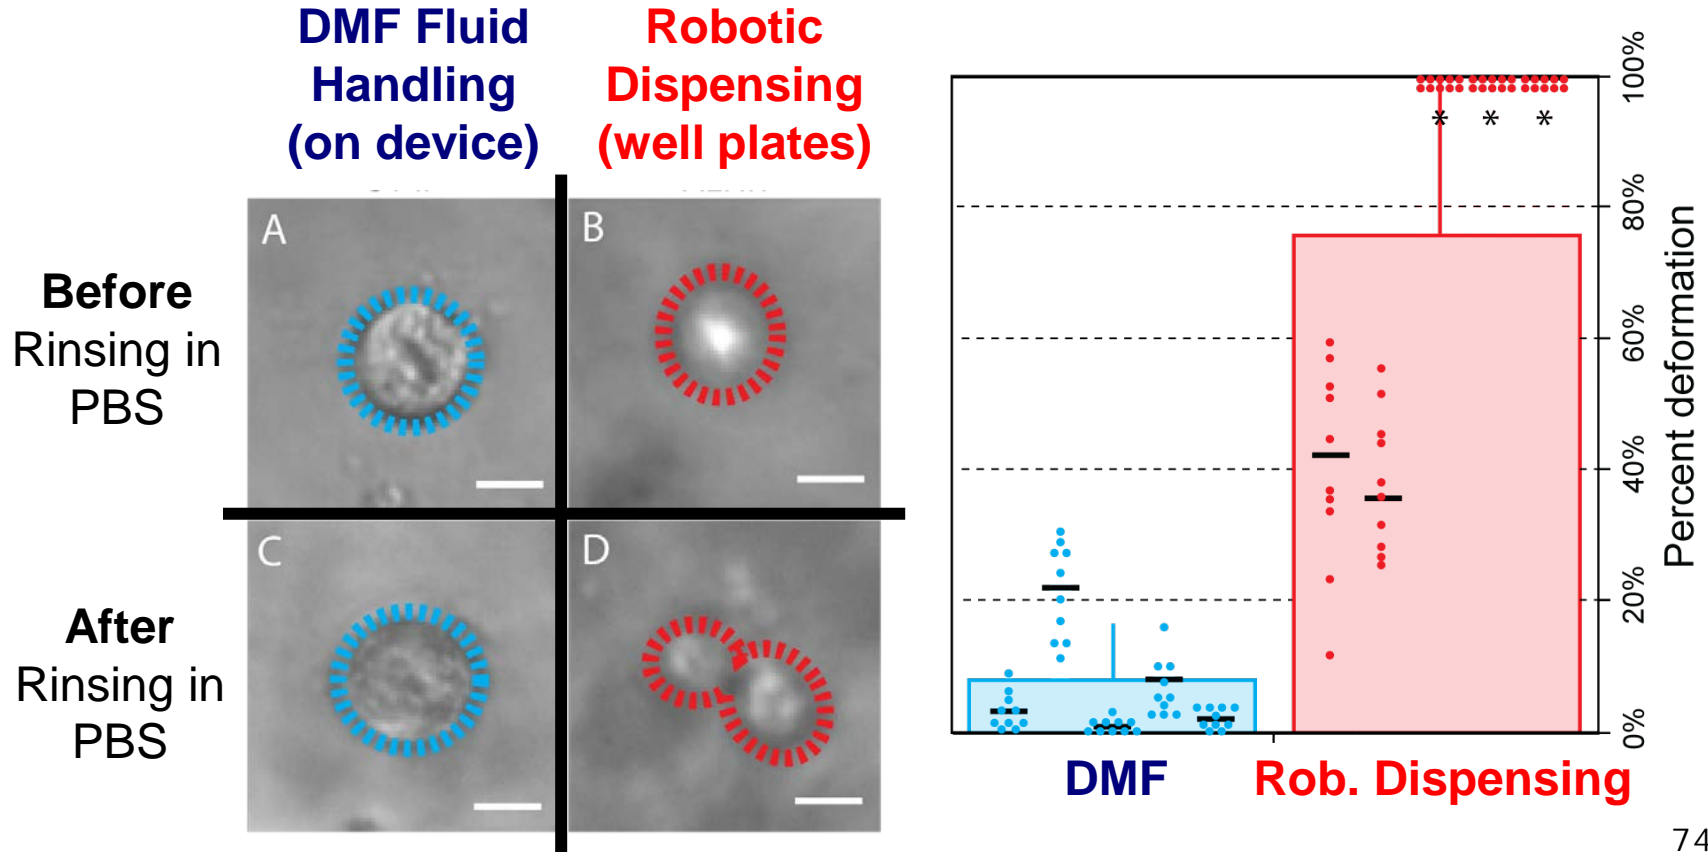 DMF Fluid
Handling
(on device)
Robotic
Dispensing
(well plates)
Before
Rinsing in
PBS
After
Rinsing in
PBS
A
B
C
D
100%
80%
60%
40%
20%
0%
Percent deformation
* * *
DMF
Rob. Dispensing
74